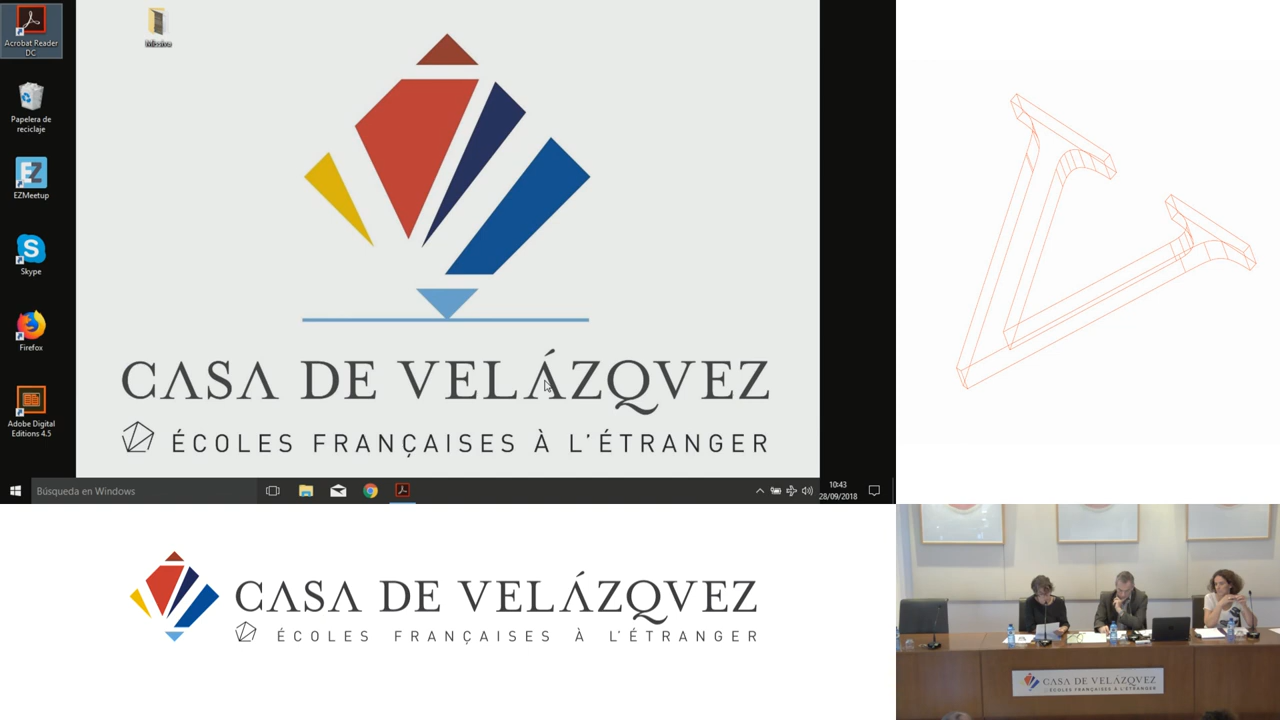 Acrobat Reader
DC
Papelera de
reciclaje
EZ
EZMeetup
S
Skype
Firefox
Adobe Digital
Editions 4.5
CASA DE VELÁZQVEZ
ÉCOLES FRANÇAISES À L'ÉTRANGER
Búsqueda en Windows
10:43
28/09/2018
CASA DE VELÁZQVEZ
ÉCOLES FRANÇAISES À L'ÉTRANGER
CASA DE VELÁZQVEZ
ÉCOLES FRANÇAISES À L'ÉTRANGER